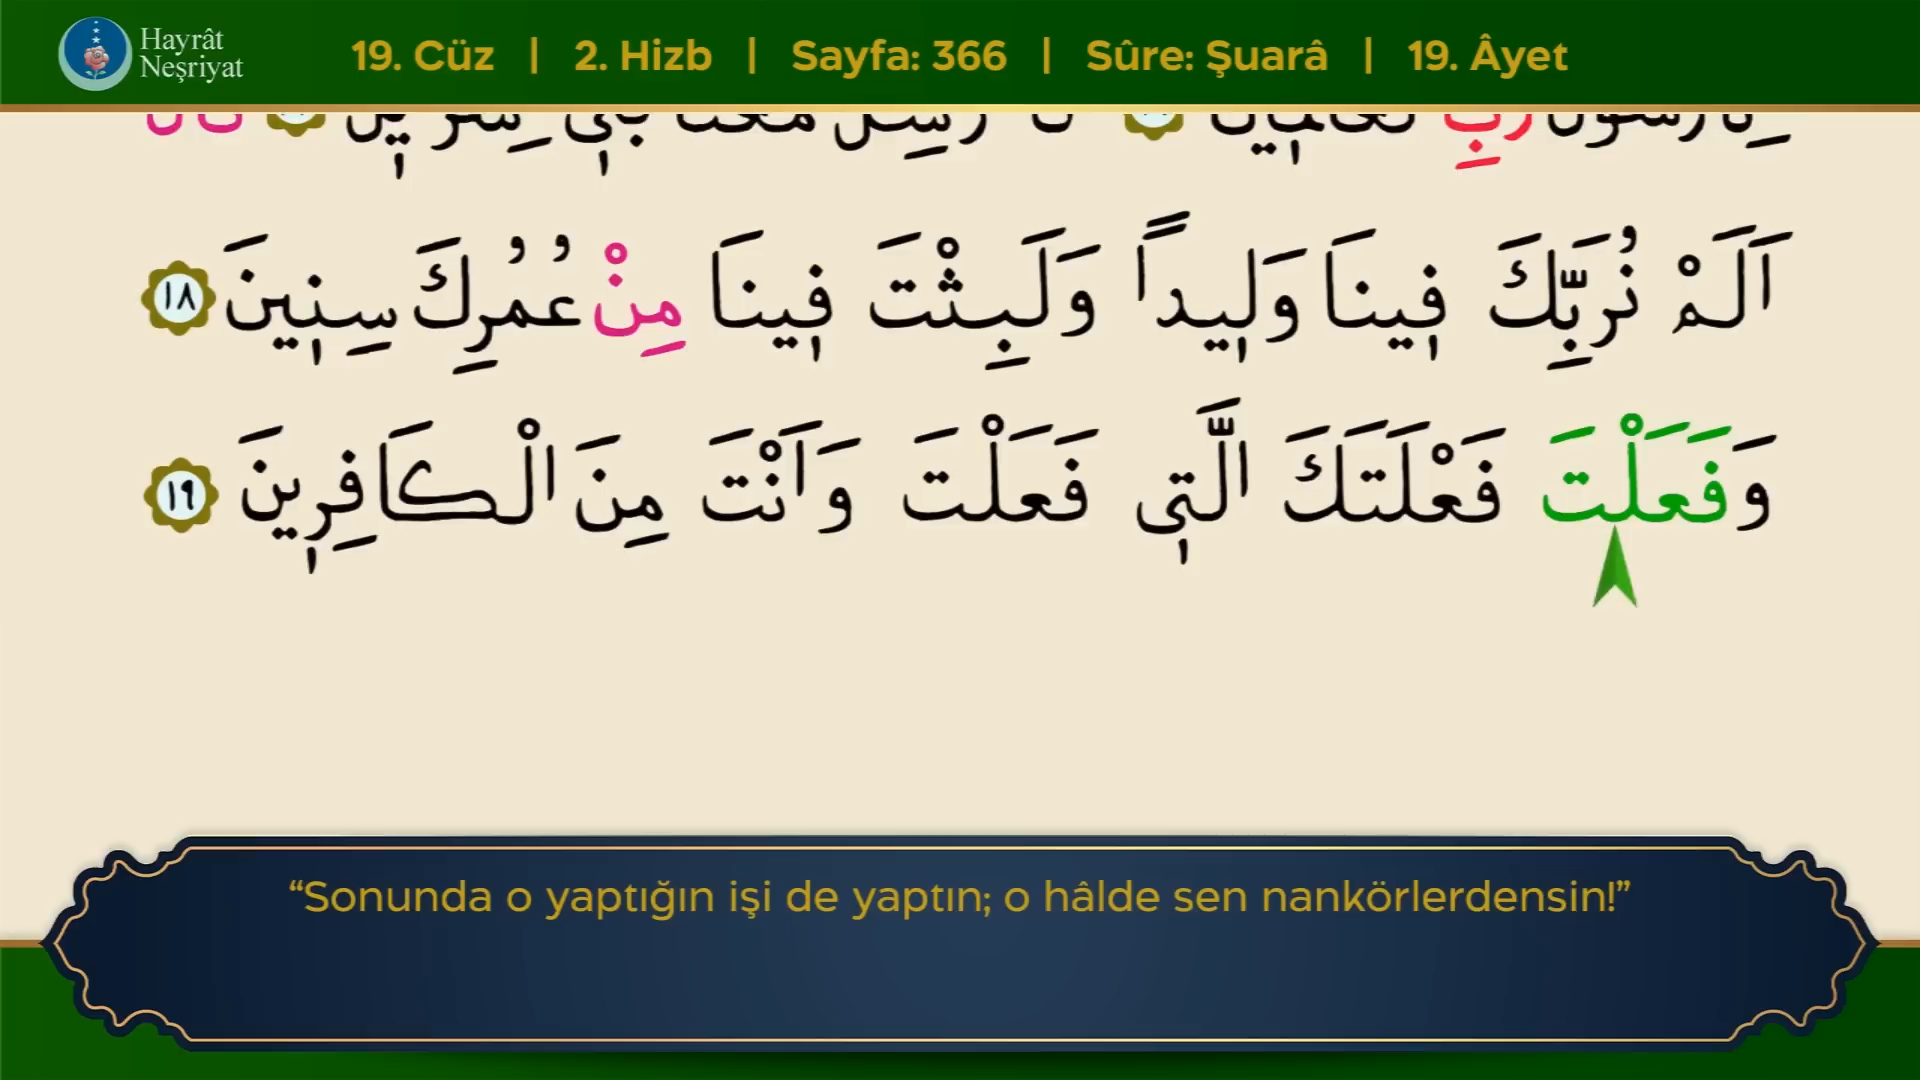 Hayrât
Neşriyat
19. Cüz | 2. Hizb | Sayfa: 366 | Sûre: Şuarâ | 19. Âyet
رَبِّ
اَلَمْ نُرَبِّكَ فٖينَا وَلٖيداً وَلَبِثْتَ فٖينَا مِنْ عُمُرِكَ سِنٖينَ ١٨
وَفَعَلْتَ فَعْلَتَكَ الَّتٖى فَعَلْتَ وَاَنْتَ مِنَ الْكَافِرٖينَ ١٩
“Sonunda o yaptığın işi de yaptın; o hâlde sen nankörlerdensin!”